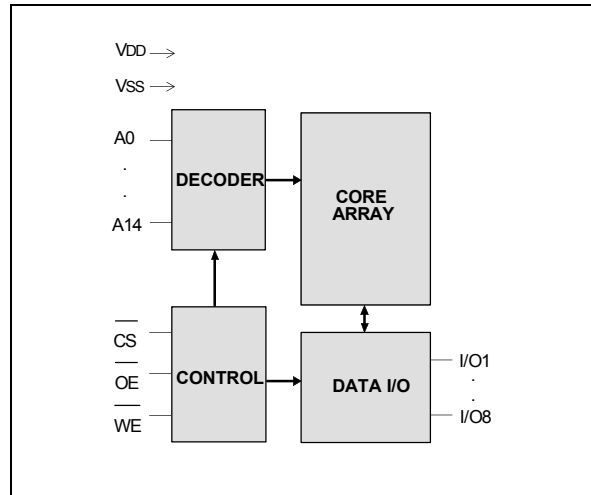 VDD
VSS
A0
.
.
A14
DECODER
CORE
ARRAY
CS
OE
WE
CONTROL
DATA I/O
I/O1
.
.
I/O8